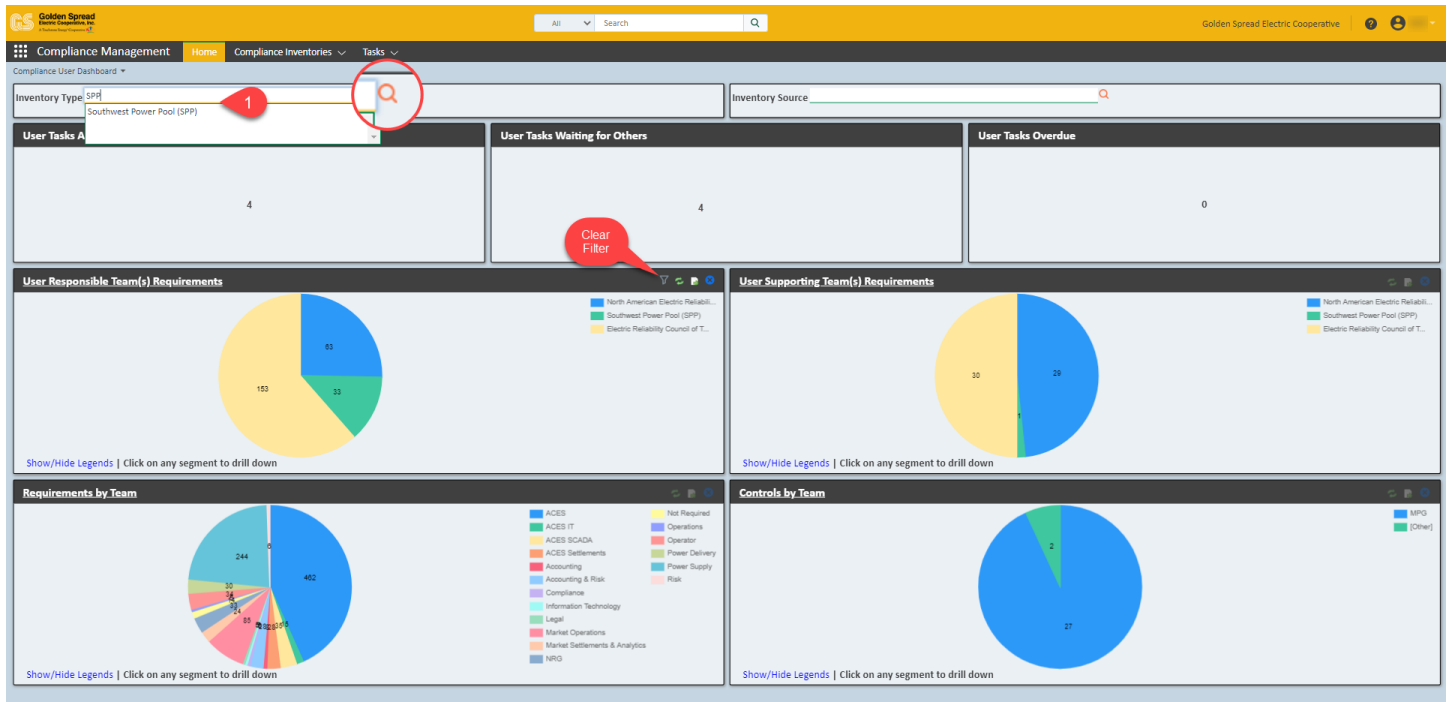 GS Golden Spread
Electric Cooperative, Inc.
All Search
Golden Spread Electric Cooperative
Compliance Management Home Compliance Inventories Tasks
Compliance User Dashboard
Inventory Type SPP
1
Southwest Power Pool (SPP)
Inventory Source
User Tasks A
User Tasks Waiting for Others
User Tasks Overdue
4
4
0
Clear
Filter
User Responsible Team(s) Requirements
North American Electric Reliabili...
Southwest Power Pool (SPP)
Electric Reliability Council of T...
63
153
33
Show/Hide Legends | Click on any segment to drill down
User Supporting Team(s) Requirements
North American Electric Reliabili...
Southwest Power Pool (SPP)
Electric Reliability Council of T...
30
29
1
Show/Hide Legends | Click on any segment to drill down
Requirements by Team
ACES
ACES IT
ACES SCADA
ACES Settlements
Accounting
Accounting & Risk
Compliance
Information Technology
Legal
Market Operations
Market Settlements & Analytics
NRG
Not Required
Operations
Operator
Power Delivery
Power Supply
Risk
6
244
462
30
24
85
Show/Hide Legends | Click on any segment to drill down
Controls by Team
MPG
[Other]
2
27
Show/Hide Legends | Click on any segment to drill down